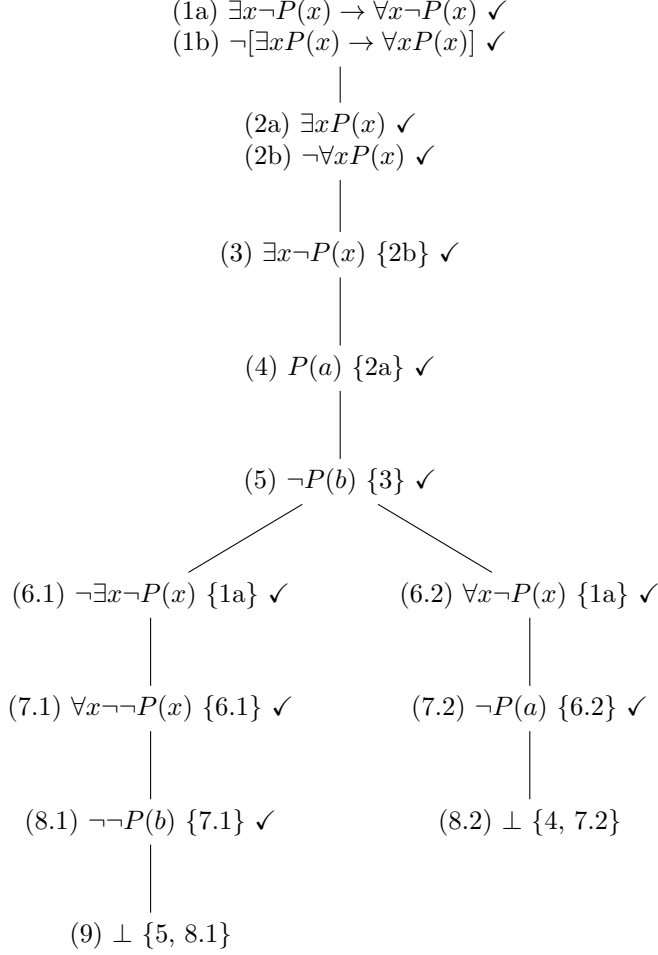 (1a) ∃x¬P(x) → ∀x¬P(x) ✓
(1b) ¬[∃xP(x) → ∀xP(x)] ✓
(2a) ∃xP(x) ✓
(2b) ¬∀xP(x) ✓
(3) ∃x¬P(x) {2b} ✓
(4) P(a) {2a} ✓
(5) ¬P(b) {3} ✓
(6.1) ¬∃x¬P(x) {1a} ✓
(6.2) ∀x¬P(x) {1a} ✓
(7.1) ∀x¬¬P(x) {6.1} ✓
(7.2) ¬P(a) {6.2} ✓
(8.1) ¬¬P(b) {7.1} ✓
(8.2) ⊥ {4, 7.2}
(9) ⊥ {5, 8.1}